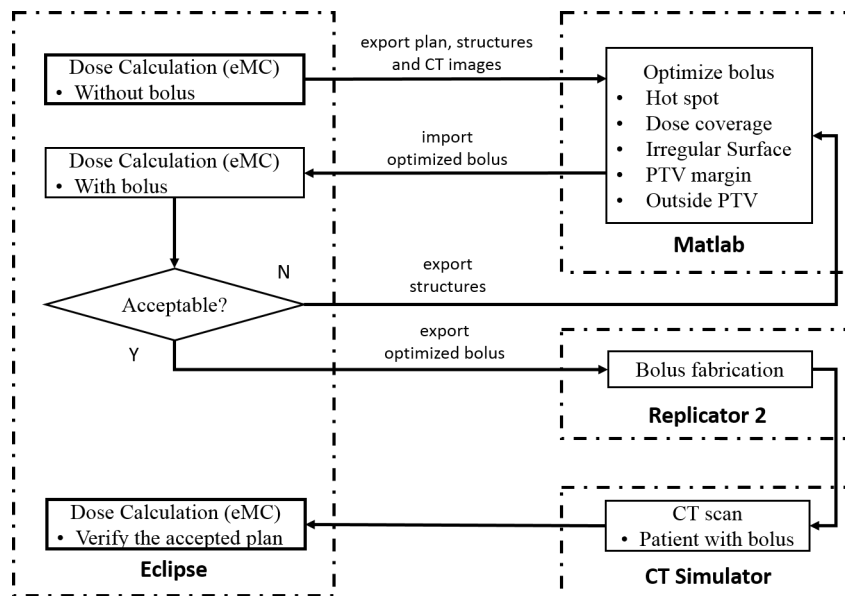 export plan, structures
and CT images
Dose Calculation (eMC)
• Without bolus
Optimize bolus
• Hot spot
• Dose coverage
• Irregular Surface
• PTV margin
• Outside PTV
Matlab
import
optimized bolus
Dose Calculation (eMC)
• With bolus
N
export
structures
Acceptable?
Y
export
optimized bolus
Bolus fabrication
Replicator 2
Dose Calculation (eMC)
• Verify the accepted plan
Eclipse
CT scan
• Patient with bolus
CT Simulator